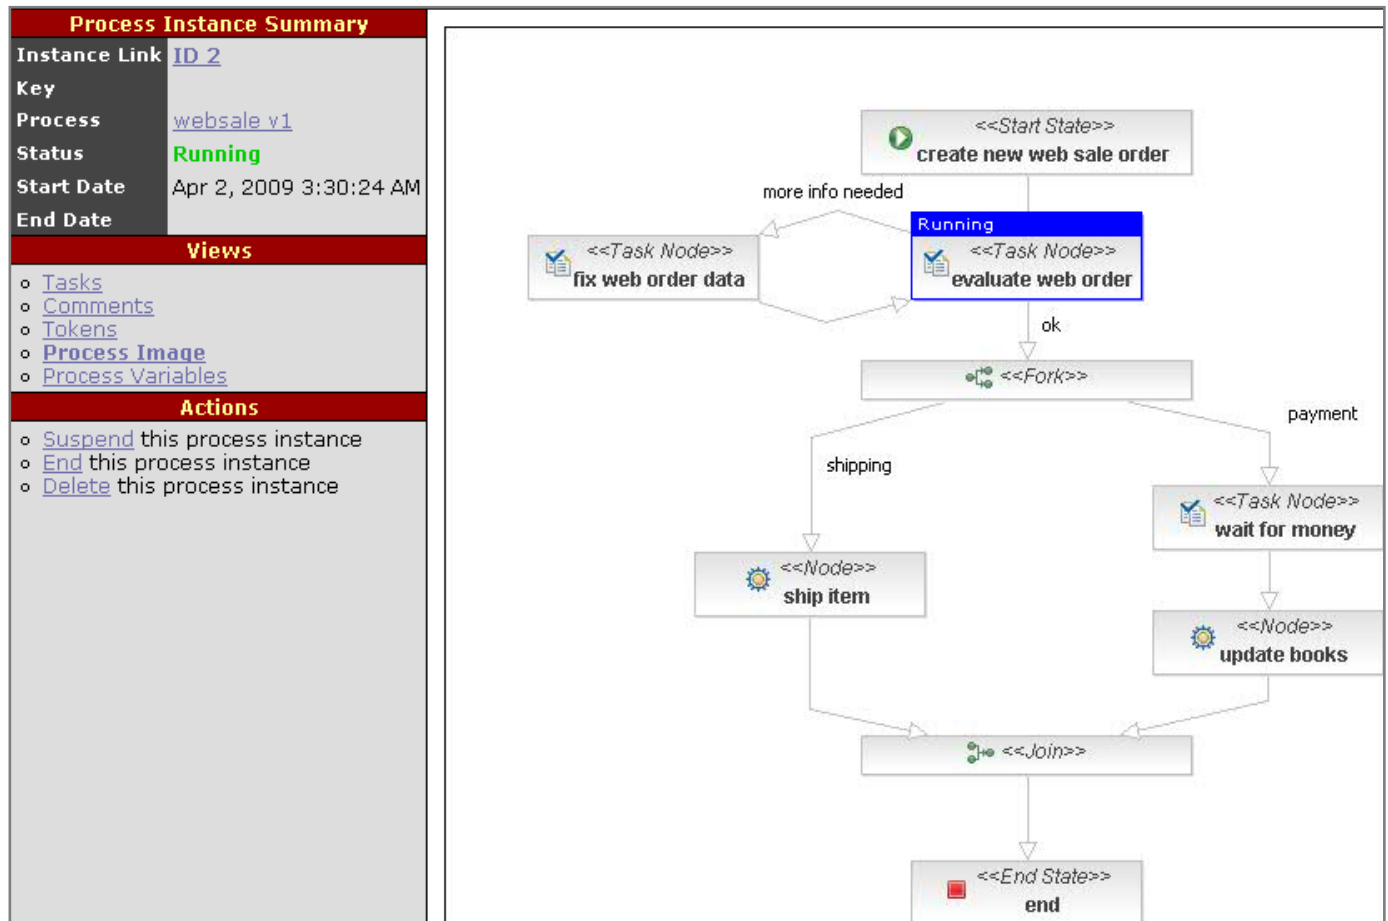 Process Instance Summary
Instance Link ID 2
Key
Process websale v1
Status Running
Start Date Apr 2, 2009 3:30:24 AM
End Date
Views
Tasks
Comments
Tokens
Process Image
Process Variables
Actions
Suspend this process instance
End this process instance
Delete this process instance
<<Start State>>
create new web sale order
more info needed
Running
<<Task Node>>
fix web order data
<<Task Node>>
evaluate web order
ok
<<Fork>>
payment
shipping
<<Task Node>>
wait for money
<<Node>>
ship item
<<Node>>
update books
<<Join>>
<<End State>>
end